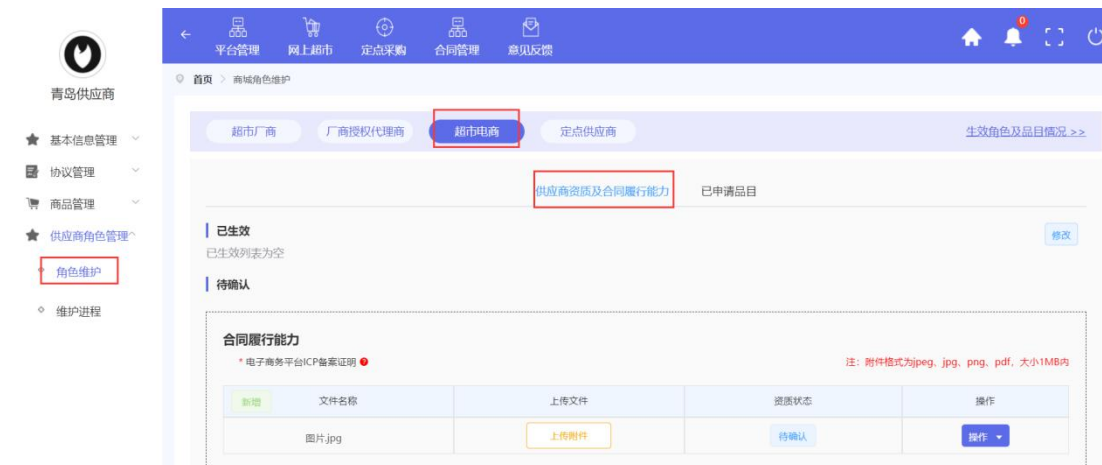 平台管理 网上超市 定点采购 合同管理 意见反馈 0
青岛供应商
首页 > 商城角色维护
超市厂商 厂商授权代理商 超市电商 定点供应商 生效角色及品目情况 >>
基本信息管理
协议管理
商品管理
供应商角色管理
角色维护
维护进程
供应商资质及合同履行能力 已申请品目
已生效 修改
已生效列表为空
待确认
合同履行能力
* 电子商务平台ICP备案证明 注：附件格式为jpeg、jpg、png、pdf，大小1MB内
新增 文件名称 上传文件 资质状态 操作
图片.jpg 上传附件 待确认 操作